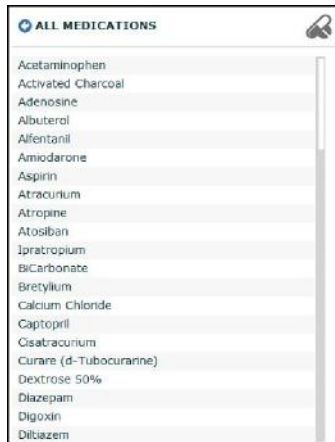 ALL MEDICATIONS
Acetaminophen
Activated Charcoal
Adenosine
Albuterol
Alfentanil
Amiodarone
Aspirin
Atracurium
Atropine
Atosiban
Ipratropium
BiCarbonate
Bretylium
Calcium Chloride
Captopril
Cisatracurium
Curare (d-Tubocurarine)
Dextrose 50%
Diazepam
Digoxin
Diltiazem